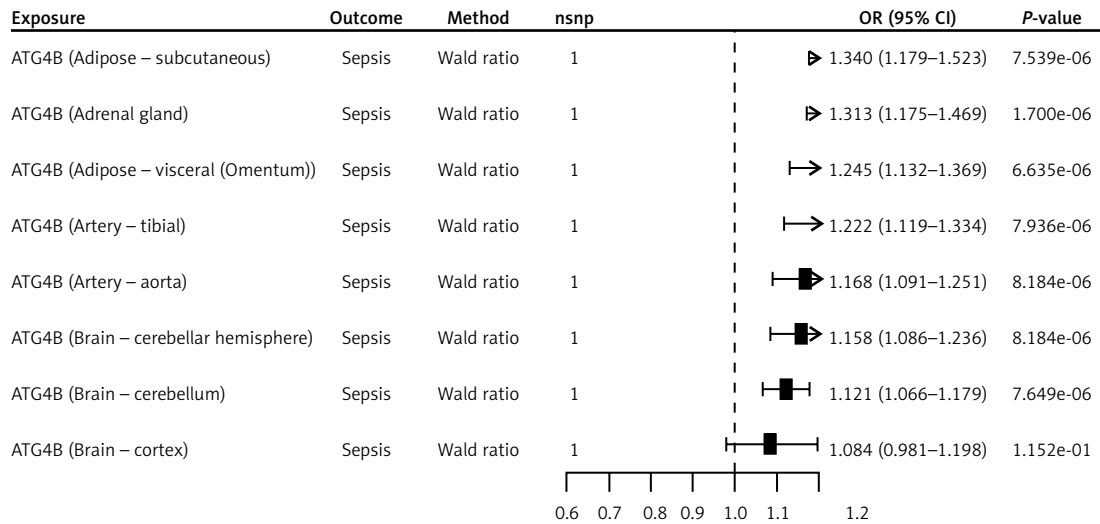 Exposure Outcome Method nsnp OR (95% CI) P-value
ATG4B (Adipose – subcutaneous) Sepsis Wald ratio 1 1.340 (1.179–1.523) 7.539e-06
ATG4B (Adrenal gland) Sepsis Wald ratio 1 1.313 (1.175–1.469) 1.700e-06
ATG4B (Adipose – visceral (Omentum)) Sepsis Wald ratio 1 1.245 (1.132–1.369) 6.635e-06
ATG4B (Artery – tibial) Sepsis Wald ratio 1 1.222 (1.119–1.334) 7.936e-06
ATG4B (Artery – aorta) Sepsis Wald ratio 1 1.168 (1.091–1.251) 8.184e-06
ATG4B (Brain – cerebellar hemisphere) Sepsis Wald ratio 1 1.158 (1.086–1.236) 8.184e-06
ATG4B (Brain – cerebellum) Sepsis Wald ratio 1 1.121 (1.066–1.179) 7.649e-06
ATG4B (Brain – cortex) Sepsis Wald ratio 1 1.084 (0.981–1.198) 1.152e-01
0.6 0.7 0.8 0.9 1.0 1.1 1.2